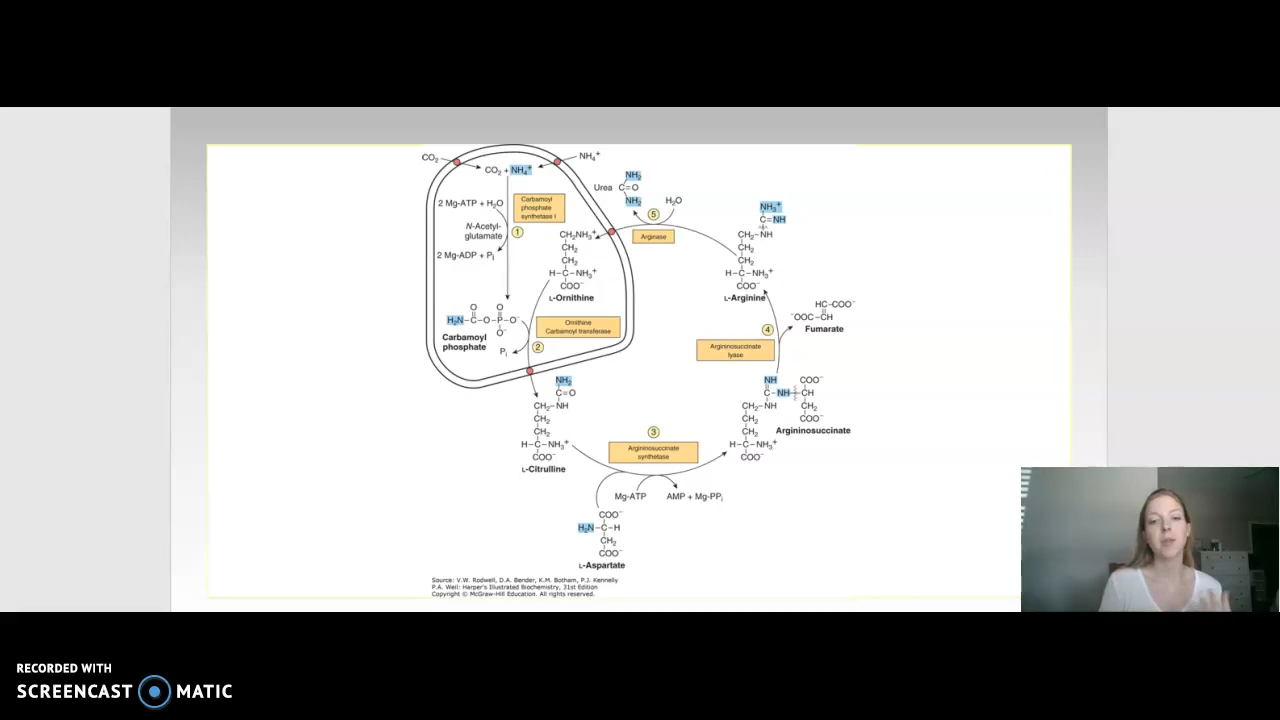 CO₂
CO₂ + NH₄⁺
NH₄⁺
2 Mg-ATP + H₂O
Carbamoyl
phosphate
synthetase I
N-Acetyl-
glutamate
1
2 Mg-ADP + Pᵢ
CH₂NH₃⁺
CH₂
CH₂
H–C–NH₃⁺
COO⁻
L-Ornithine
O O
H₂N–C–O–P–O⁻
O⁻
Carbamoyl
phosphate
Pᵢ
Ornithine
Carbamoyl transferase
2
NH₂
Urea C=O
NH₂
H₂O
5
Arginase
NH₃⁺
C=NH
CH₂–NH
CH₂
CH₂
H–C–NH₃⁺
COO⁻
L-Arginine
HC-COO⁻
⁻OOC–CH
Fumarate
4
Argininosuccinate
lyase
NH COO⁻
C–NH–CH
CH₂–NH CH₂
CH₂ COO⁻
Argininosuccinate
CH₂
H–C–NH₃⁺
COO⁻
NH₂
C=O
CH₂–NH
CH₂
CH₂
H–C–NH₃⁺
COO⁻
L-Citrulline
3
Argininosuccinate
synthetase
Mg-ATP AMP + Mg-PPᵢ
COO⁻
H₂N–C–H
CH₂
COO⁻
L-Aspartate
Source: V.W. Rodwell, D.A. Bender, K.M. Botham, P.J. Kennelly
P.A. Weil: Harper's Illustrated Biochemistry, 31st Edition
Copyright © McGraw-Hill Education. All rights reserved.
RECORDED WITH
SCREENCAST MATIC